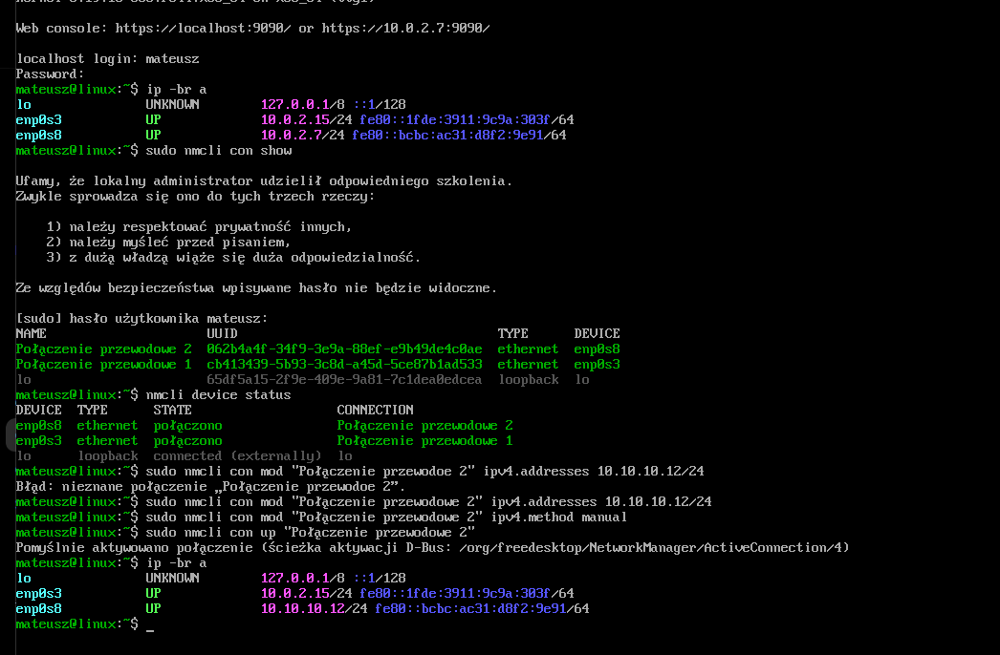 Web console: https://localhost:9090/ or https://10.0.2.7:9090/
localhost login: mateusz
Password:
mateusz@linux:~$ ip -br a
lo UNKNOWN 127.0.0.1/8 ::1/128
enp0s3 UP 10.0.2.15/24 fe80::1fde:3911:9c9a:303f/64
enp0s8 UP 10.0.2.7/24 fe80::bcbc:ac31:d8f2:9e91/64
mateusz@linux:~$ sudo nmcli con show
Ufamy, że lokalny administrator udzielił odpowiedniego szkolenia.
Zwykle sprowadza się ono do tych trzech rzeczy:
1) należy respektować prywatność innych,
2) należy myśleć przed pisaniem,
3) z dużą władzą wiąże się duża odpowiedzialność.
Ze względów bezpieczeństwa wpisywane hasło nie będzie widoczne.
[sudo] hasło użytkownika mateusz:
NAME UUID TYPE DEVICE
Połączenie przewodowe 2 062b4a4f-34f9-3e9a-88ef-e9b49de4c0ae ethernet enp0s8
Połączenie przewodowe 1 cb413439-5b93-3c8d-a45d-5ce87b1ad533 ethernet enp0s3
lo 65df5a15-2f9e-409e-9a81-7c1dea0edcea loopback lo
mateusz@linux:~$ nmcli device status
DEVICE TYPE STATE CONNECTION
enp0s8 ethernet połączono Połączenie przewodowe 2
enp0s3 ethernet połączono Połączenie przewodowe 1
lo loopback connected (externally) lo
mateusz@linux:~$ sudo nmcli con mod "Połączenie przewodoe 2" ipv4.addresses 10.10.10.12/24
Błąd: nieznane połączenie „Połączenie przewodoe 2”.
mateusz@linux:~$ sudo nmcli con mod "Połączenie przewodowe 2" ipv4.addresses 10.10.10.12/24
mateusz@linux:~$ sudo nmcli con mod "Połączenie przewodowe 2" ipv4.method manual
mateusz@linux:~$ sudo nmcli con up "Połączenie przewodowe 2"
Pomyślnie aktywowano połączenie (ścieżka aktywacji D-Bus: /org/freedesktop/NetworkManager/ActiveConnection/4)
mateusz@linux:~$ ip -br a
lo UNKNOWN 127.0.0.1/8 ::1/128
enp0s3 UP 10.0.2.15/24 fe80::1fde:3911:9c9a:303f/64
enp0s8 UP 10.10.10.12/24 fe80::bcbc:ac31:d8f2:9e91/64
mateusz@linux:~$ _